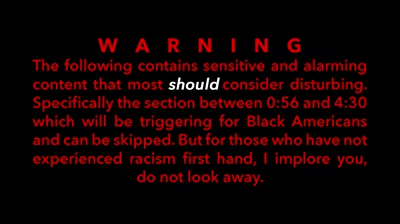 WARNING
The following contains sensitive and alarming
content that most should consider disturbing.
Specifically the section between 0:56 and 4:30
which will be triggering for Black Americans
and can be skipped. But for those who have not
experienced racism first hand, I implore you,
do not look away.